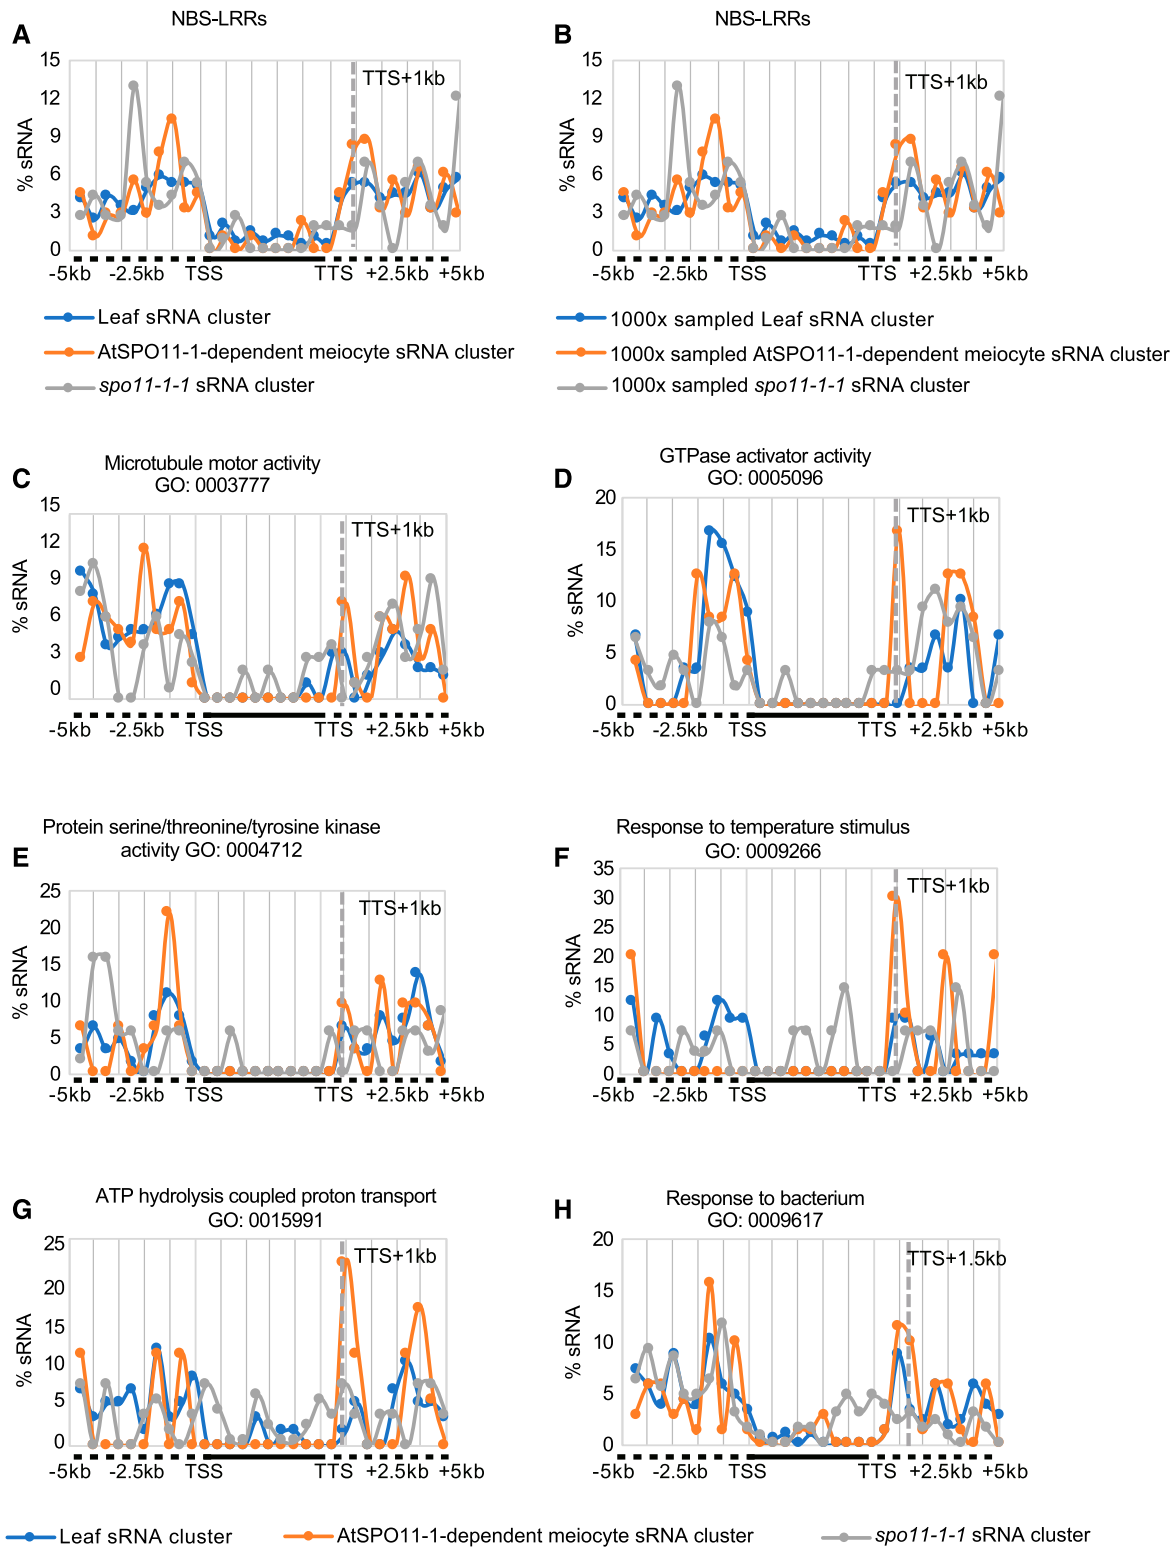 NBS-LRRs
A
15
12
9
6
3
0
% sRNA
TTS+1kb
-5kb -2.5kb TSS TTS +2.5kb +5kb
Leaf sRNA cluster
AtSPO11-1-dependent meiocyte sRNA cluster
spo11-1-1 sRNA cluster
NBS-LRRs
B
15
12
9
6
3
0
% sRNA
TTS+1kb
-5kb -2.5kb TSS TTS +2.5kb +5kb
1000x sampled Leaf sRNA cluster
1000x sampled AtSPO11-1-dependent meiocyte sRNA cluster
1000x sampled spo11-1-1 sRNA cluster
C
Microtubule motor activity
GO: 0003777
15
12
9
6
3
0
% sRNA
TTS+1kb
-5kb -2.5kb TSS TTS +2.5kb +5kb
D
GTPase activator activity
GO: 0005096
20
15
10
5
0
% sRNA
TTS+1kb
-5kb -2.5kb TSS TTS +2.5kb +5kb
E
Protein serine/threonine/tyrosine kinase
activity GO: 0004712
25
20
15
10
5
0
% sRNA
TTS+1kb
-5kb -2.5kb TSS TTS +2.5kb +5kb
F
Response to temperature stimulus
GO: 0009266
35
30
20
15
10
5
0
% sRNA
TTS+1kb
-5kb -2.5kb TSS TTS +2.5kb +5kb
G
ATP hydrolysis coupled proton transport
GO: 0015991
25
20
15
10
5
0
% sRNA
TTS+1kb
-5kb -2.5kb TSS TTS +2.5kb +5kb
H
Response to bacterium
GO: 0009617
20
15
10
5
0
% sRNA
TTS+1.5kb
-5kb -2.5kb TSS TTS +2.5kb +5kb
Leaf sRNA cluster AtSPO11-1-dependent meiocyte sRNA cluster spo11-1-1 sRNA cluster